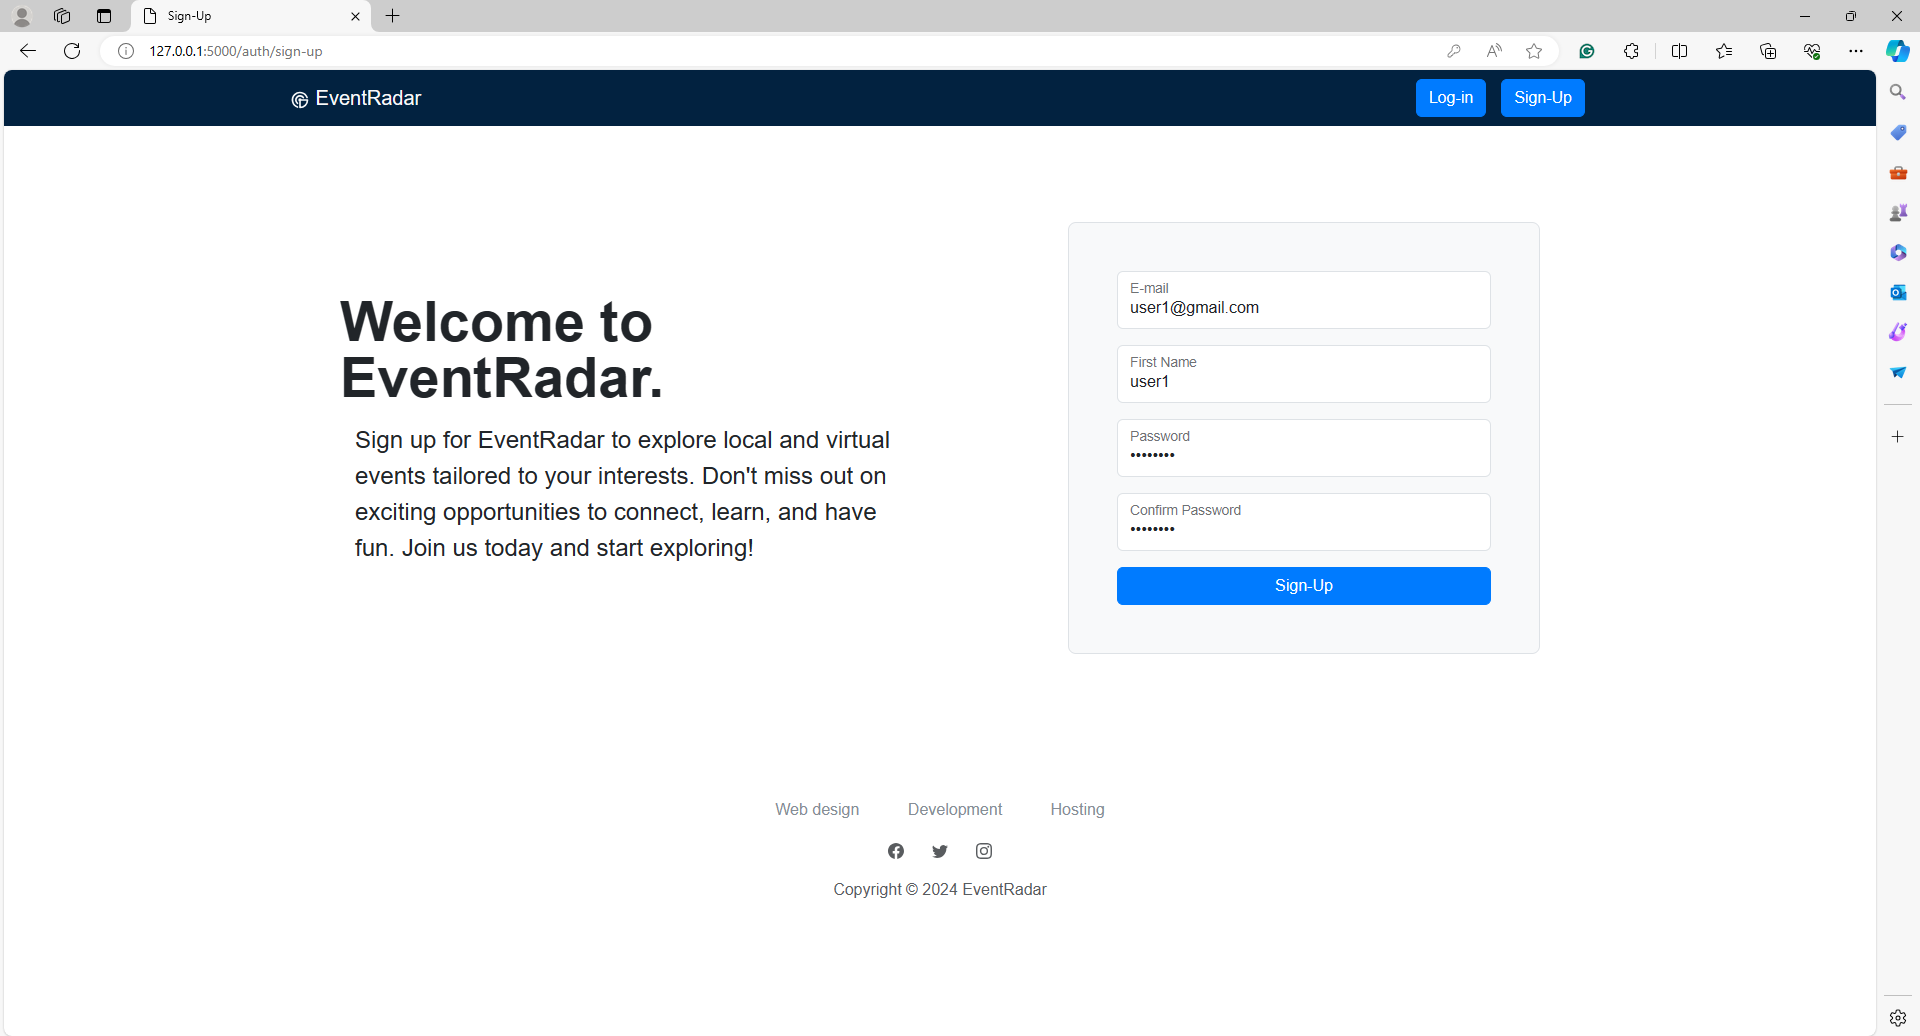 Sign-Up
127.0.0.1:5000/auth/sign-up
EventRadar
Log-in
Sign-Up
Welcome to
EventRadar.
Sign up for EventRadar to explore local and virtual
events tailored to your interests. Don't miss out on
exciting opportunities to connect, learn, and have
fun. Join us today and start exploring!
E-mail
user1@gmail.com
First Name
user1
Password
••••••••
Confirm Password
••••••••
Sign-Up
Web design Development Hosting
Copyright © 2024 EventRadar